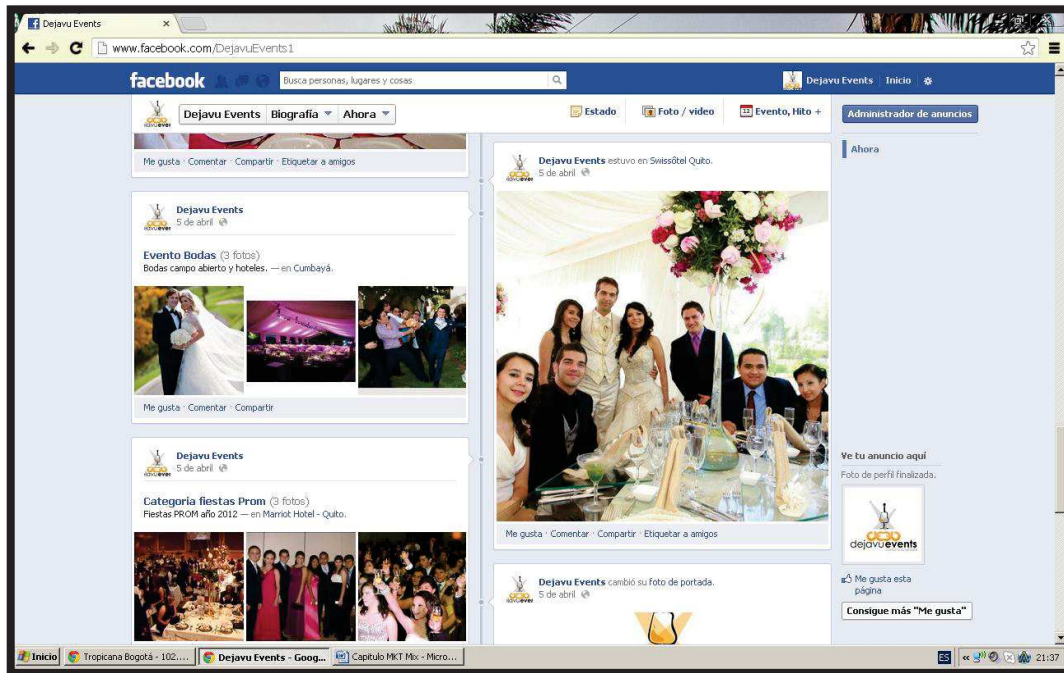 Dejavu Events
www.facebook.com/DejavuEvents1
facebook
Busca personas, lugares y cosas
Dejavu Events Inicio
Dejavu Events Biografía Ahora
Estado Foto / video Evento, Hito +
Administrador de anuncios
Ahora
Me gusta · Comentar · Compartir · Etiquetar a amigos
Dejavu Events
5 de abril
Evento Bodas (3 fotos)
Bodas campo abierto y hoteles. — en Cumbayá.
Me gusta · Comentar · Compartir
Dejavu Events
5 de abril
Categoria fiestas Prom (3 fotos)
Fiestas PROM año 2012 — en Marriot Hotel - Quito.
Dejavu Events estuvo en Swissôtel Quito.
5 de abril
Me gusta · Comentar · Compartir · Etiquetar a amigos
Dejavu Events cambió su foto de portada.
5 de abril
Ve tu anuncio aquí
Foto de perfil finalizada.
dejavuevents
Me gusta esta
página
Consigue más "Me gusta"
Inicio
Tropicana Bogotá - 102....
Dejavu Events - Goog...
Capitulo MKT Mix - Micro...
ES
21:37